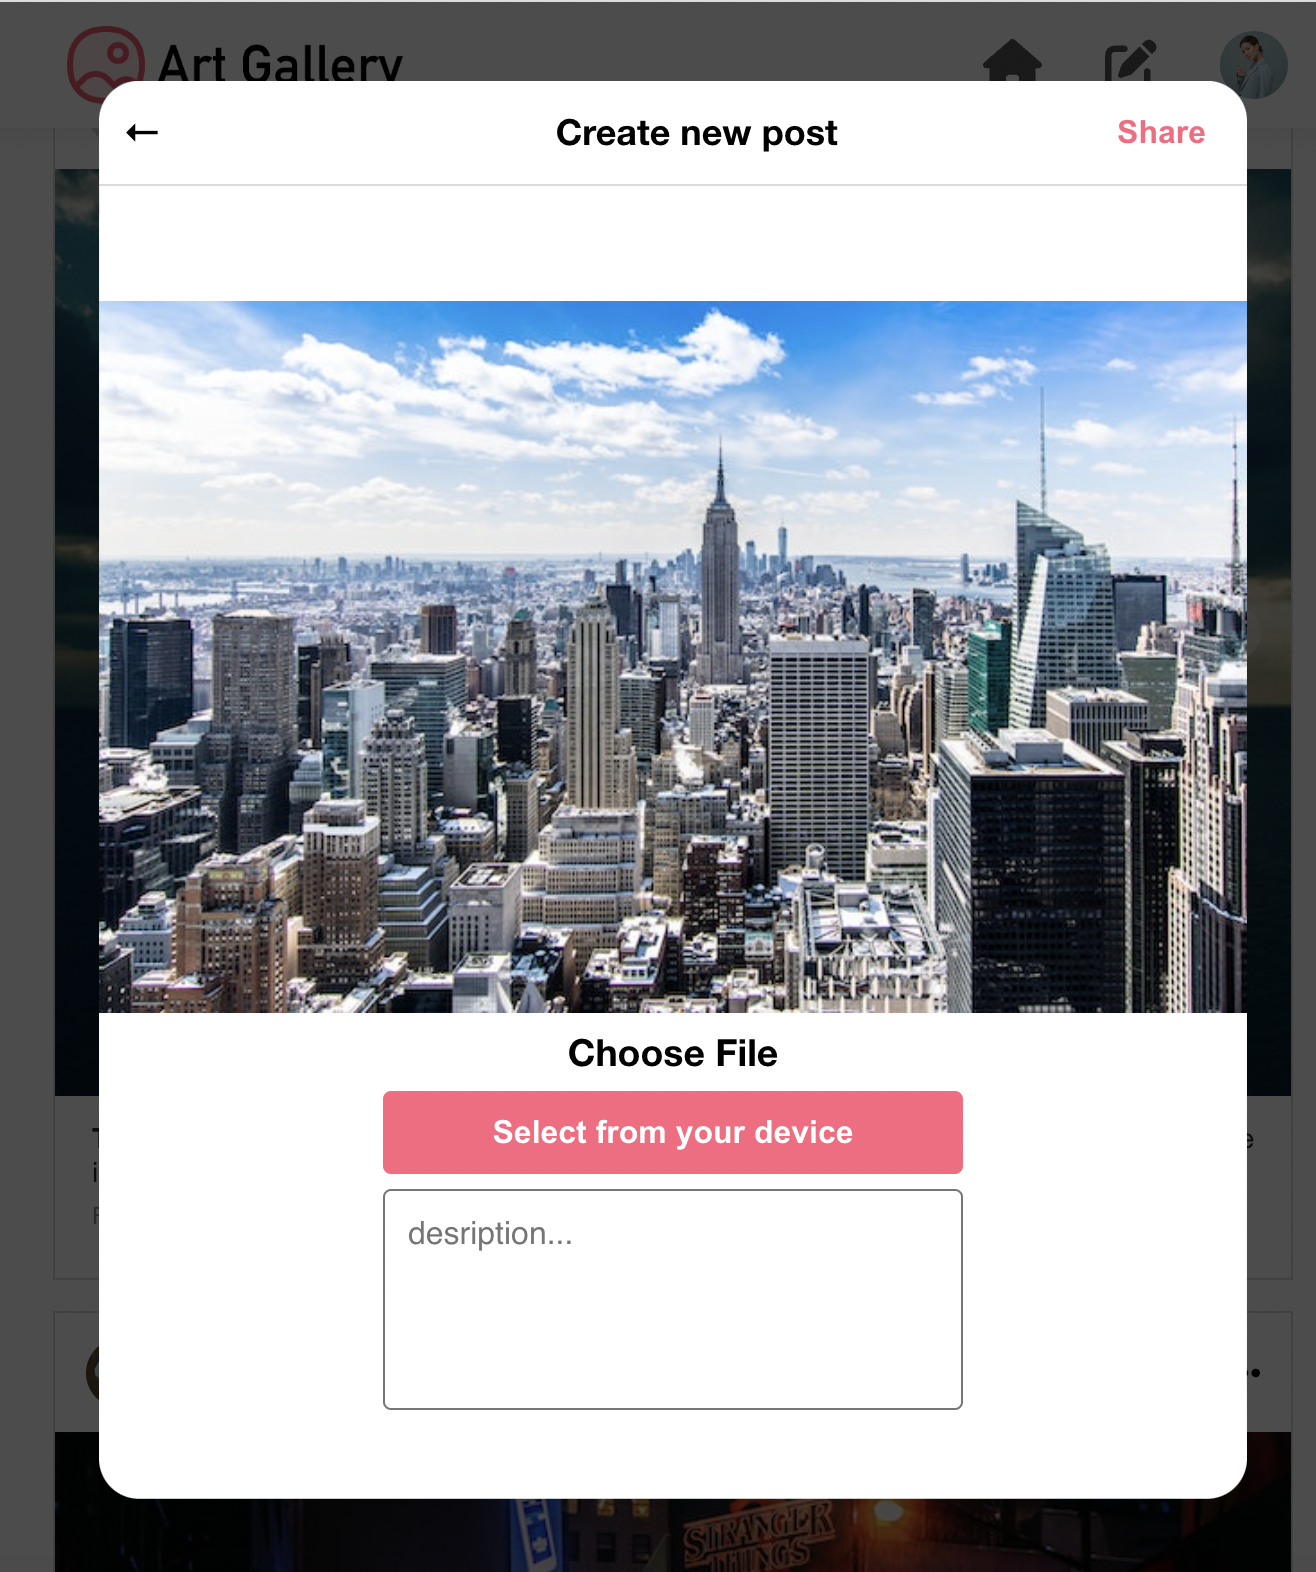 Art Gallery
Create new post
Share
Choose File
Select from your device
desription...
STRANGER
THINGS